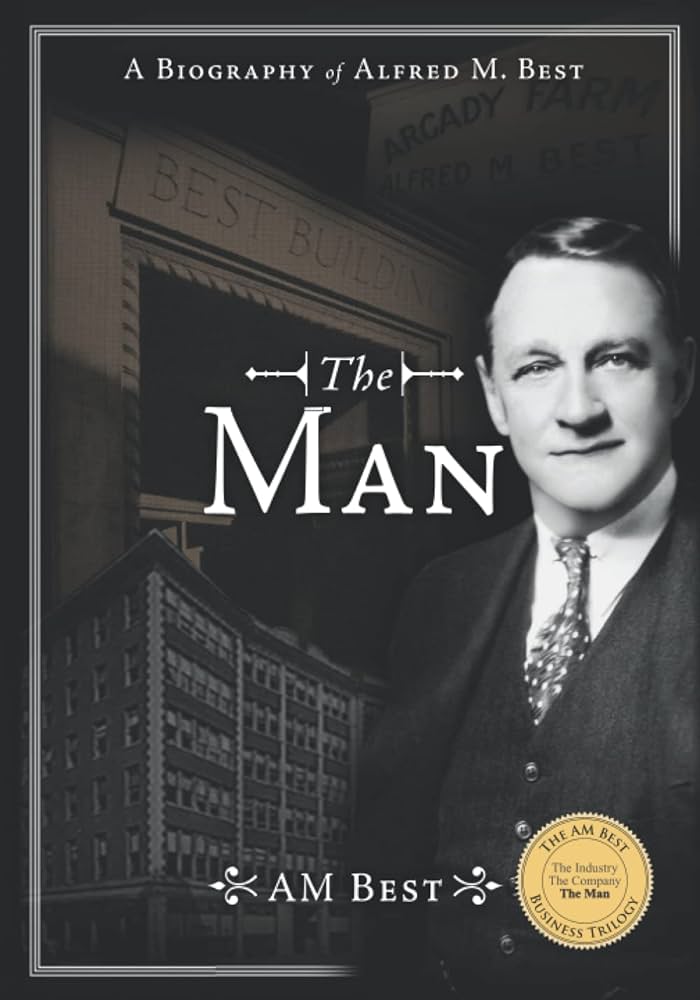 A Biography of Alfred M. Best
ARCADY FARM
ALFRED M. BEST
BEST BUILDING
The
Man
AM Best
THE AM BEST
The Industry
The Company
The Man
BUSINESS TRILOGY